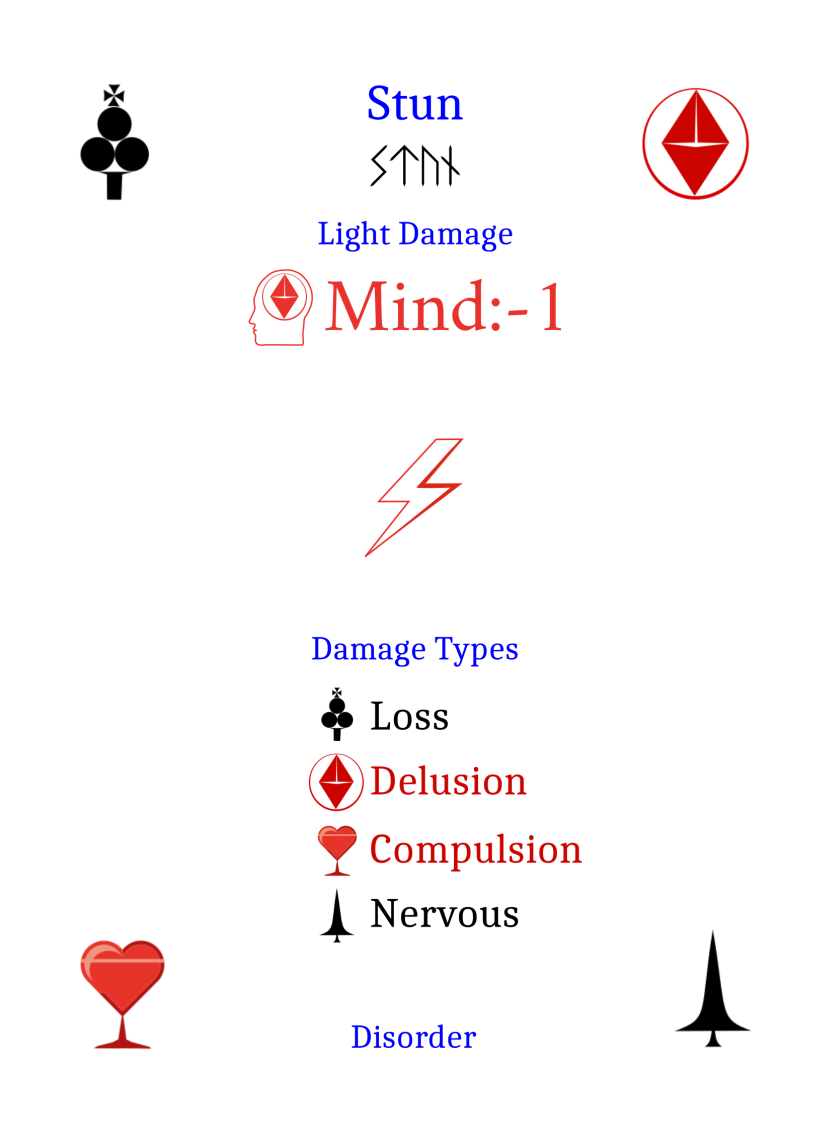 Stun
ᛊᛏᚢᚾ
Light Damage
Mind:-1
Damage Types
Loss
Delusion
Compulsion
Nervous
Disorder